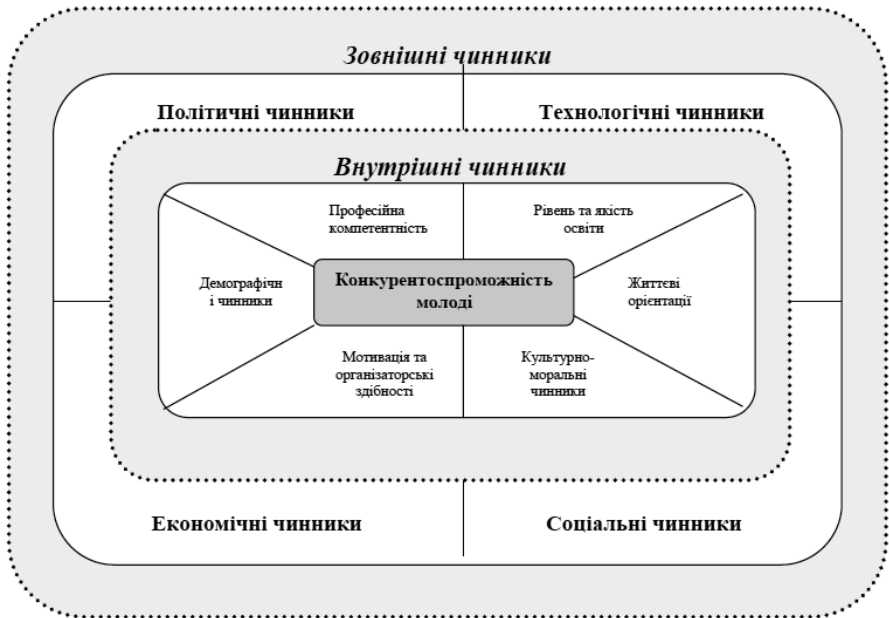 Зовнішні чинники
Політичні чинники
Технологічні чинники
Внутрішні чинники
Професійна
компетентність
Рівень та якість
освіти
Демографічн
і чинники
Конкурентоспроможність
молоді
Життєві
орієнтації
Мотивація та
організаторські
здібності
Культурно-
моральні
чинники
Економічні чинники
Соціальні чинники